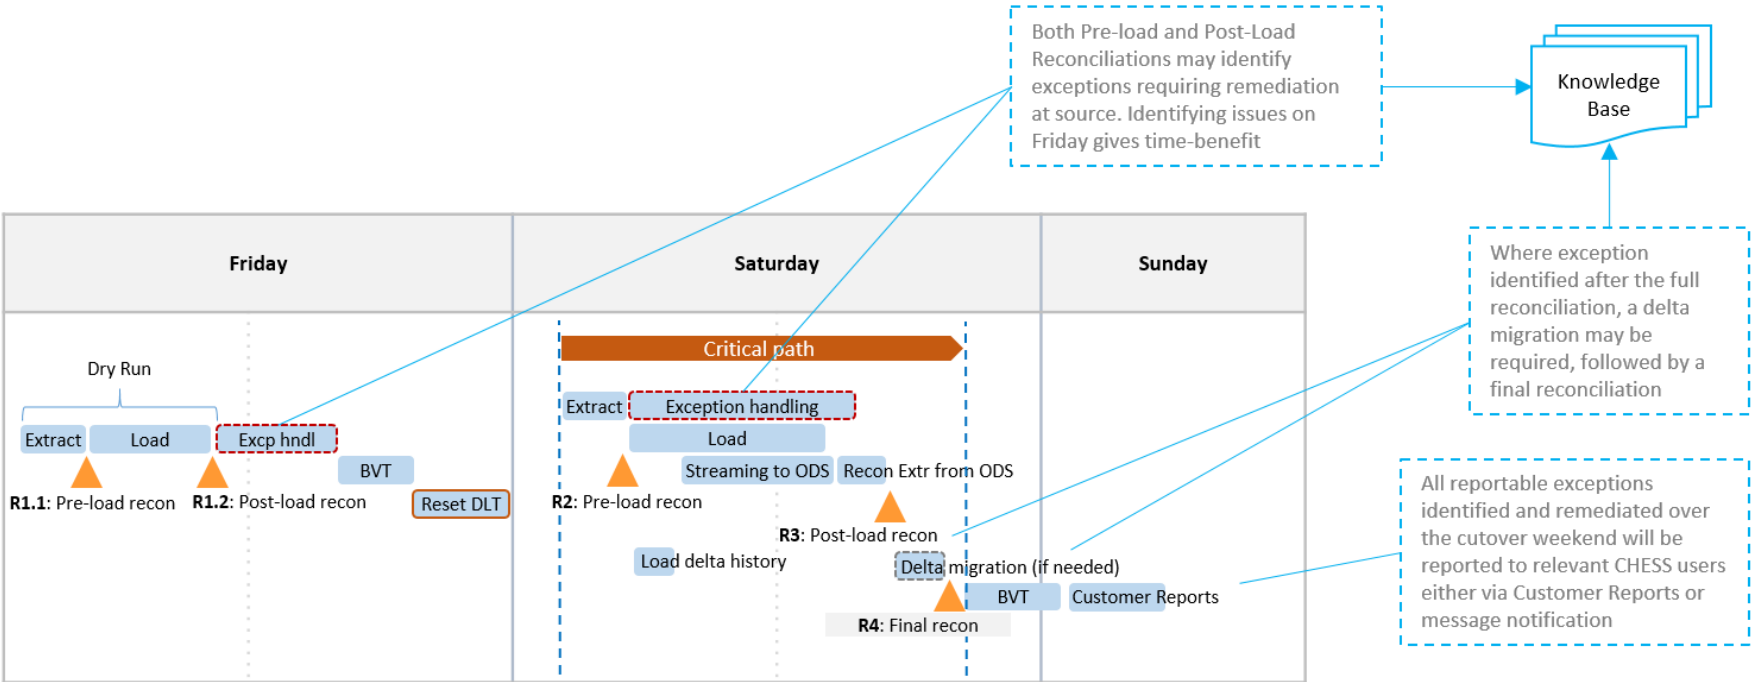 Both Pre-load and Post-Load
Reconciliations may identify
exceptions requiring remediation
at source. Identifying issues on
Friday gives time-benefit
Knowledge
Base
Where exception
identified after the full
reconciliation, a delta
migration may be
required, followed by a
final reconciliation
Friday
Saturday
Sunday
Critical path
Dry Run
Extract
Load
Excp hndl
BVT
Reset DLT
R1.1: Pre-load recon
R1.2: Post-load recon
Extract
Exception handling
Load
Streaming to ODS
Recon Extr from ODS
R2: Pre-load recon
R3: Post-load recon
Load delta history
Delta migration (if needed)
BVT
Customer Reports
R4: Final recon
All reportable exceptions
identified and remediated over
the cutover weekend will be
reported to relevant CHESS users
either via Customer Reports or
message notification